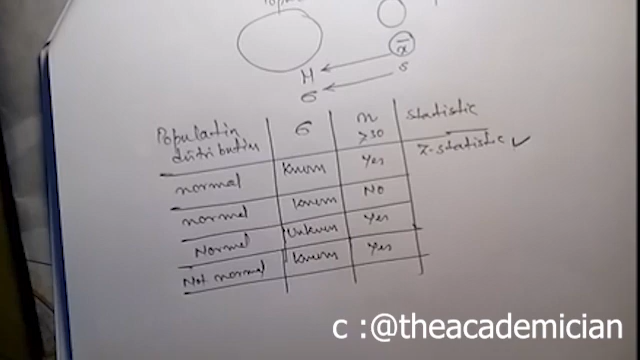 x̄
M
σ
s
Population distribution | σ | n >30 | Statistic
normal | Known | Yes | Z-statistic ✓
normal | Known | No
Normal | Unknown | Yes
Not normal | Known | Yes
c :@theacademician